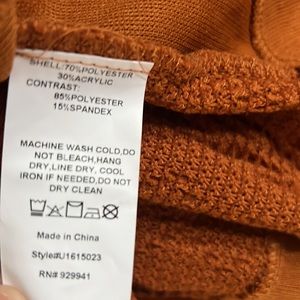 SHELL:70%POLYESTER
30%ACRYLIC
CONTRAST:
85%POLYESTER
15%SPANDEX
MACHINE WASH COLD,DO
NOT BLEACH,HANG
DRY,LINE DRY, COOL
IRON IF NEEDED,DO NOT
DRY CLEAN
Made in China
Style#U1615023
RN# 929941